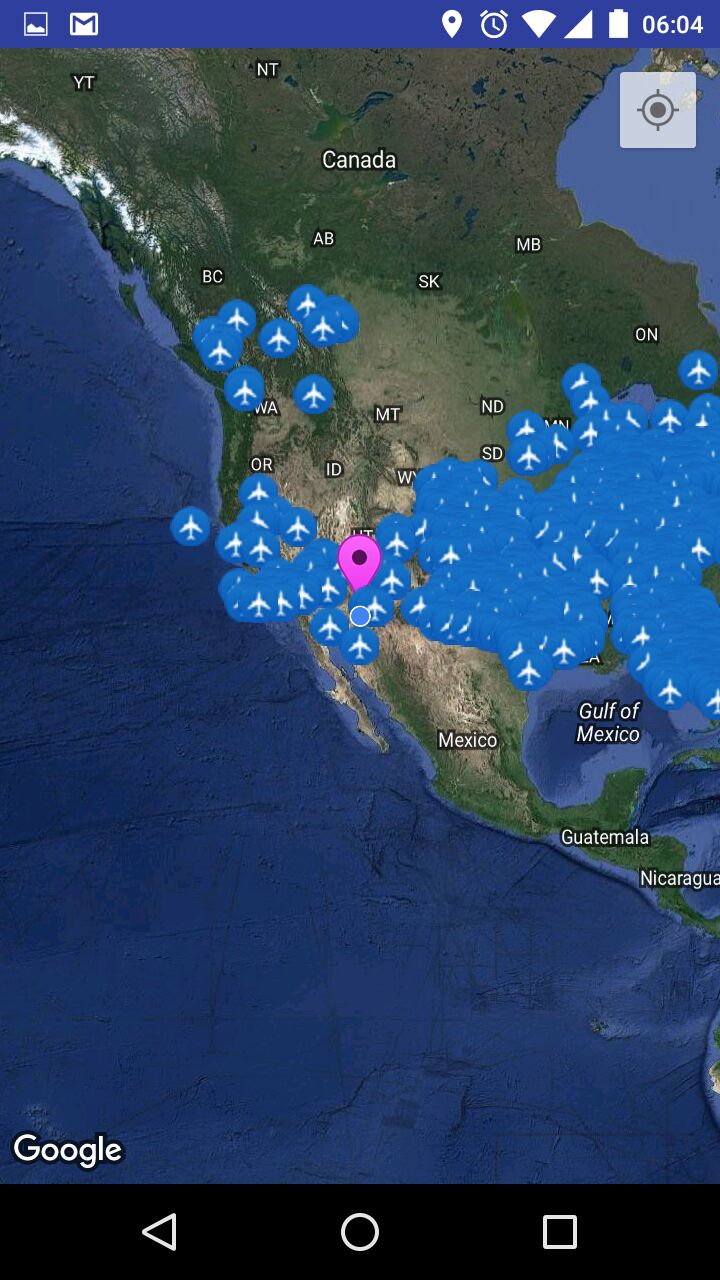 06:04
NT
YT
Canada
AB
MB
BC
SK
ON
ND
WA
MT
MN
SD
OR
ID
WY
UT
LA
Gulf of
Mexico
Mexico
Guatemala
Nicaragua
Google